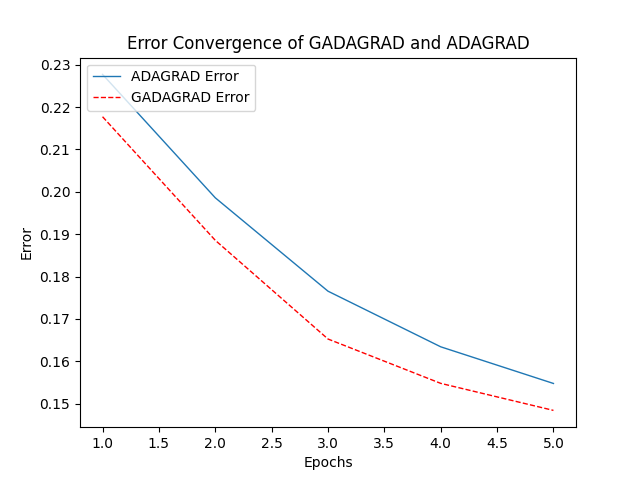 Error Convergence of GADAGRAD and ADAGRAD
ADAGRAD Error
GADAGRAD Error
0.23
0.22
0.21
0.20
0.19
0.18
0.17
0.16
0.15
Error
1.0 1.5 2.0 2.5 3.0 3.5 4.0 4.5 5.0
Epochs